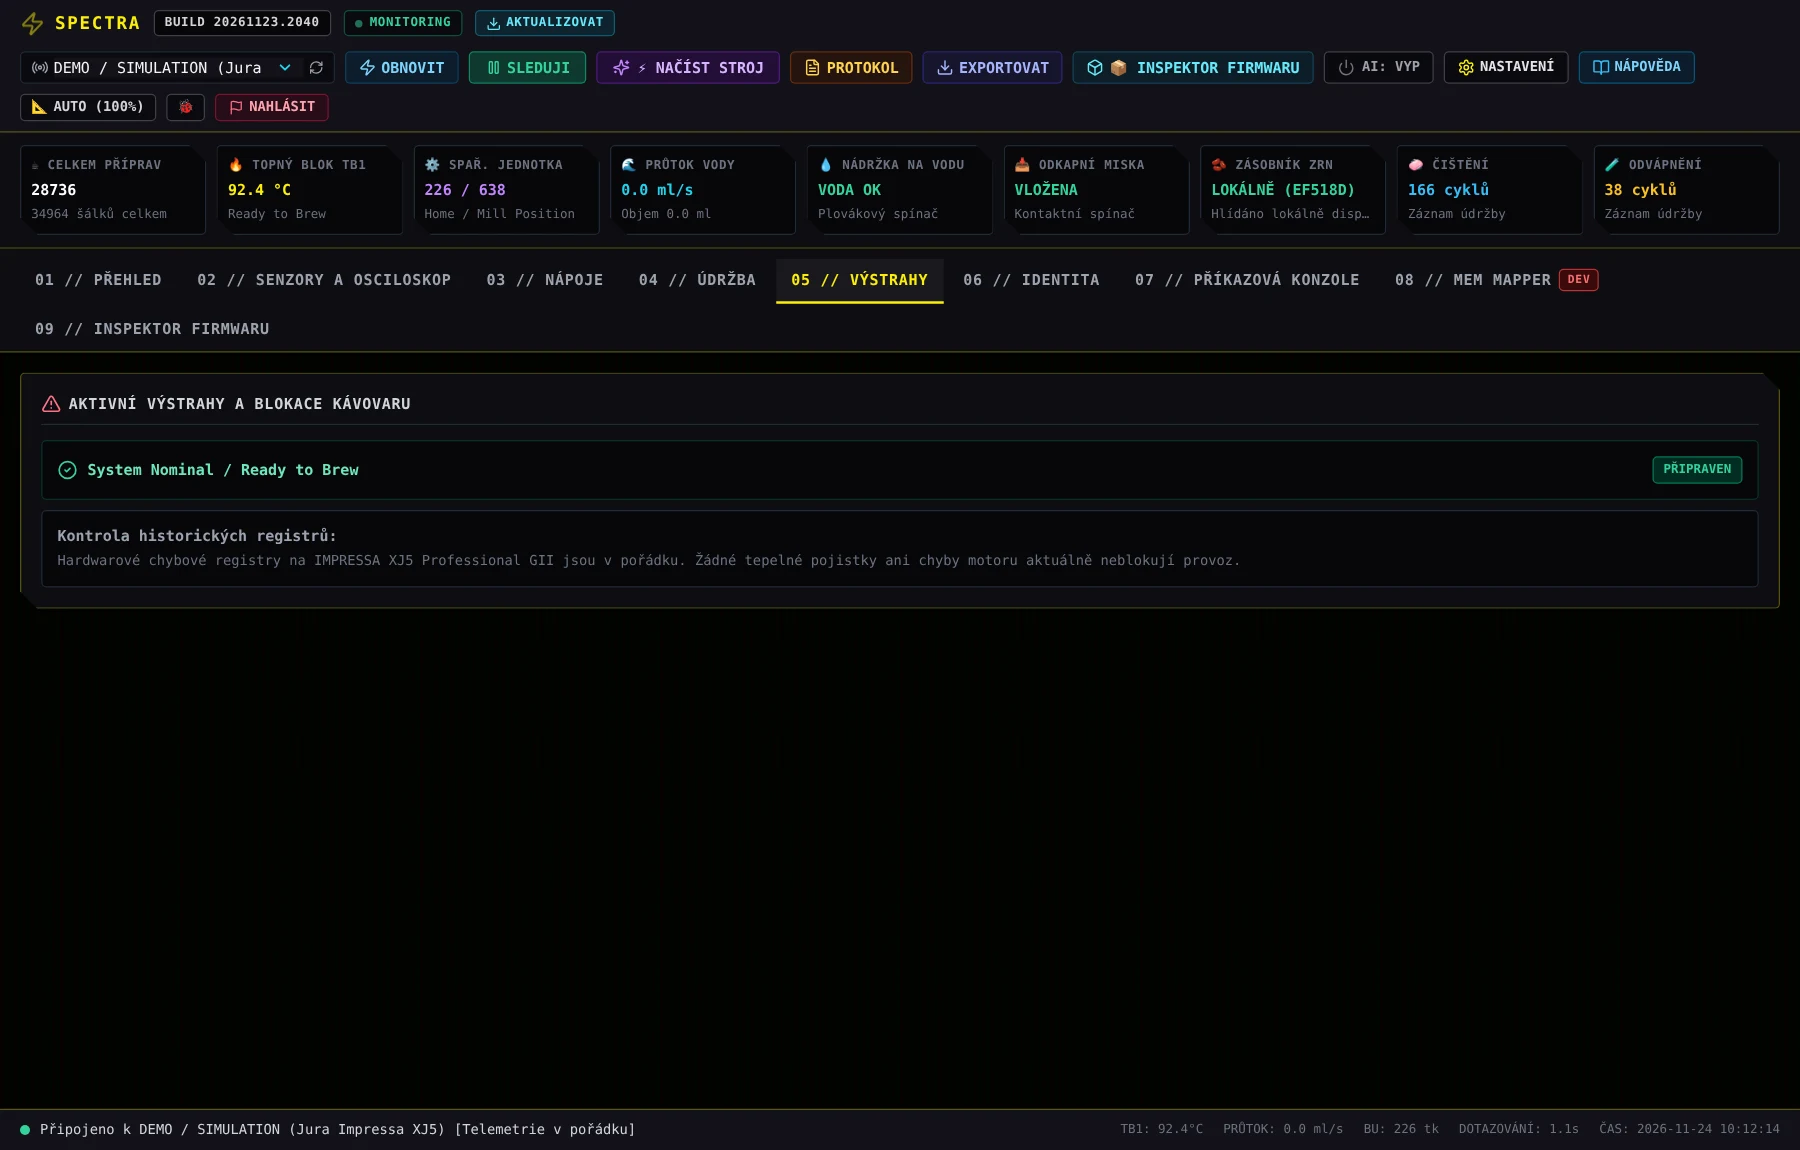 SPECTRA BUILD 20261123.2040 MONITORING AKTUALIZOVAT
DEMO / SIMULATION (Jura OBNOVIT SLEDUJI NAČÍST STROJ PROTOKOL EXPORTOVAT INSPEKTOR FIRMWARU AI: VYP NASTAVENÍ NÁPOVĚDA
AUTO (100%) NAHLÁSIT
CELKEM PŘÍPRAV
28736
34964 šálků celkem
TOPNÝ BLOK TB1
92.4 °C
Ready to Brew
SPAŘ. JEDNOTKA
226 / 638
Home / Mill Position
PRŮTOK VODY
0.0 ml/s
Objem 0.0 ml
NÁDRŽKA NA VODU
VODA OK
Plovákový spínač
ODKAPNÍ MISKA
VLOŽENA
Kontaktní spínač
ZÁSOBNÍK ZRN
LOKÁLNĚ (EF518D)
Hlídáno lokálně disp…
ČIŠTĚNÍ
166 cyklů
Záznam údržby
ODVÁPNĚNÍ
38 cyklů
Záznam údržby
01 // PŘEHLED 02 // SENZORY A OSCILOSKOP 03 // NÁPOJE 04 // ÚDRŽBA 05 // VÝSTRAHY 06 // IDENTITA 07 // PŘÍKAZOVÁ KONZOLE 08 // MEM MAPPER DEV
09 // INSPEKTOR FIRMWARU
AKTIVNÍ VÝSTRAHY A BLOKACE KÁVOVARU
System Nominal / Ready to Brew PŘIPRAVEN
Kontrola historických registrů:
Hardwarové chybové registry na IMPRESSA XJ5 Professional GII jsou v pořádku. Žádné tepelné pojistky ani chyby motoru aktuálně neblokují provoz.
Připojeno k DEMO / SIMULATION (Jura Impressa XJ5) [Telemetrie v pořádku] TB1: 92.4°C PRŮTOK: 0.0 ml/s BU: 226 tk DOTAZOVÁNÍ: 1.1s ČAS: 2026-11-24 10:12:14